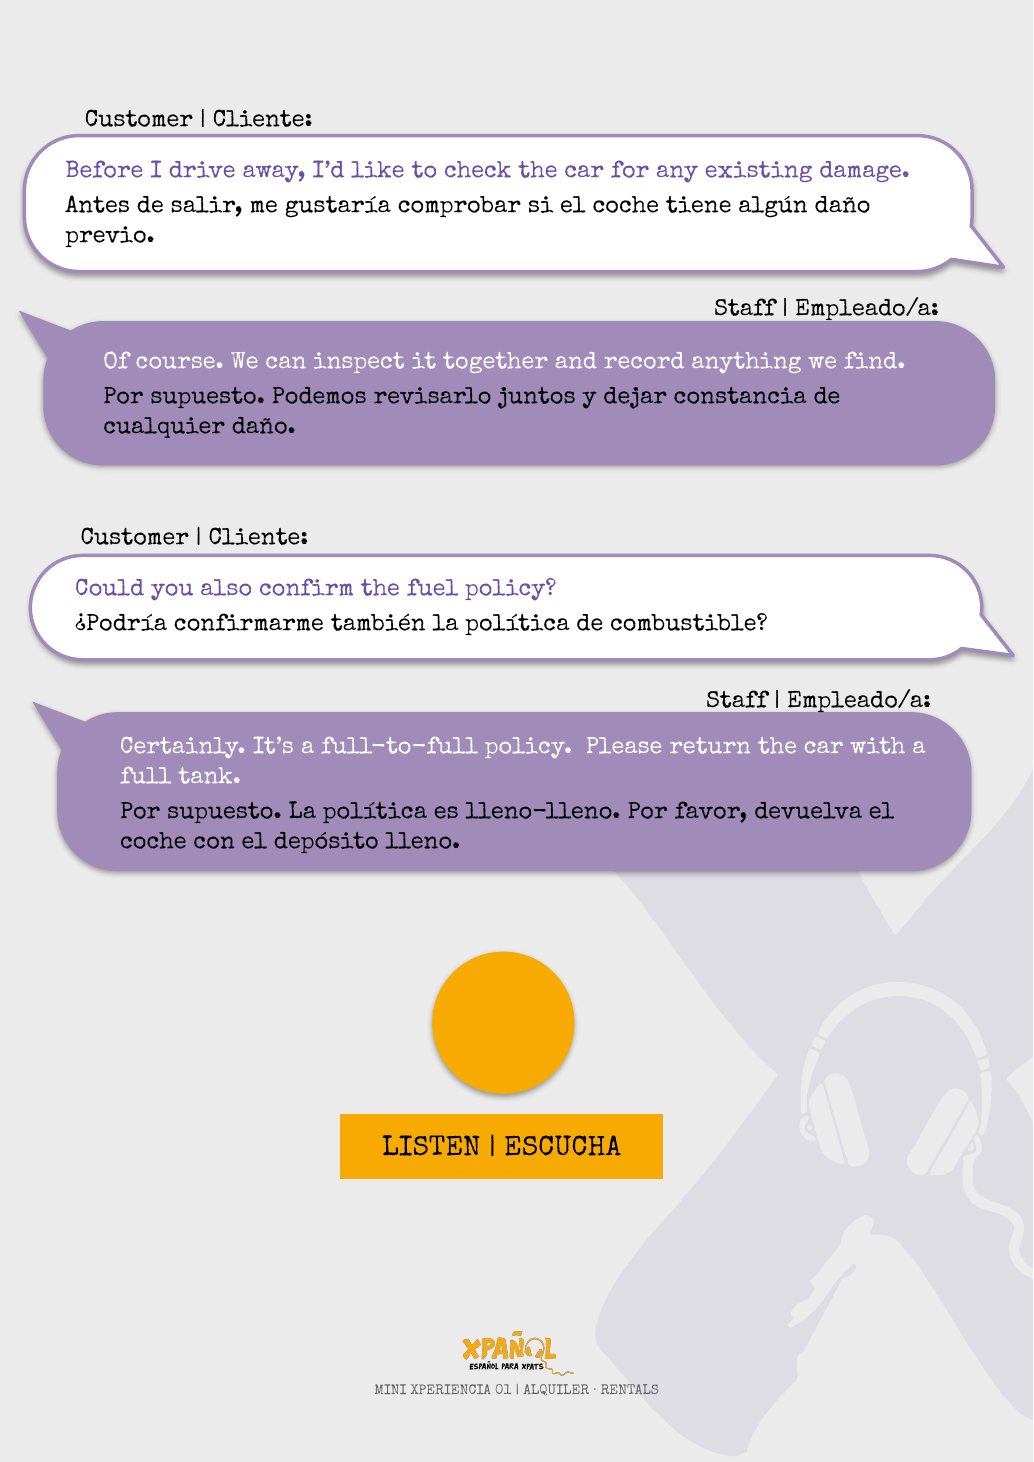 Customer | Cliente:
Before I drive away, I’d like to check the car for any existing damage.
Antes de salir, me gustaría comprobar si el coche tiene algún daño
previo.
Staff | Empleado/a:
Of course. We can inspect it together and record anything we find.
Por supuesto. Podemos revisarlo juntos y dejar constancia de
cualquier daño.
Customer | Cliente:
Could you also confirm the fuel policy?
¿Podría confirmarme también la política de combustible?
Staff | Empleado/a:
Certainly. It’s a full-to-full policy.  Please return the car with a
full tank.
Por supuesto. La política es lleno-lleno. Por favor, devuelva el
coche con el depósito lleno.
LISTEN | ESCUCHA
XPAÑOL
ESPAÑOL PARA XPATS
MINI XPERIENCIA 01 | ALQUILER · RENTALS